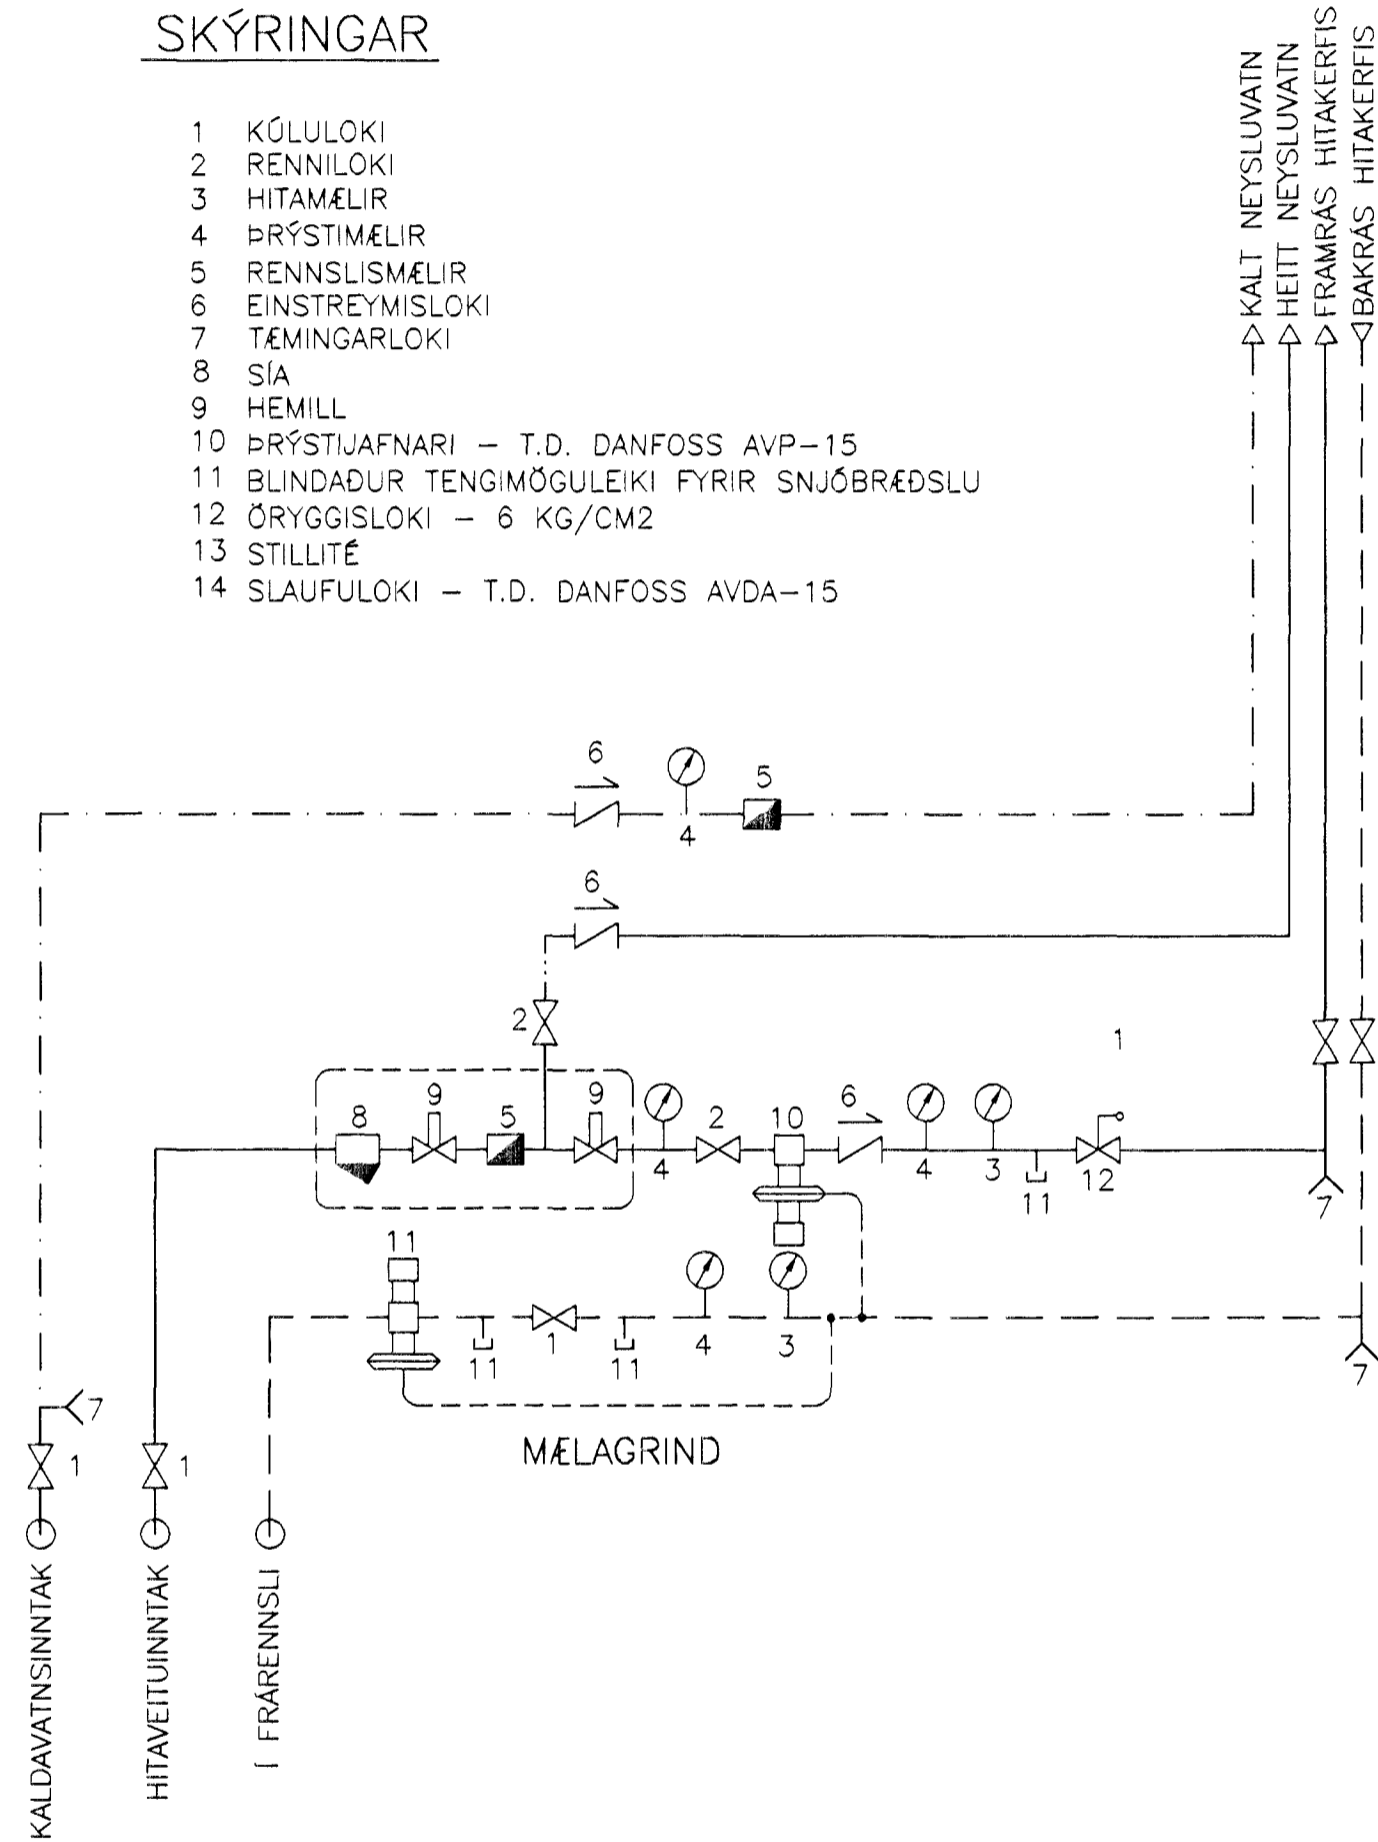 SKÝRINGAR
1 KÚLULOKI
2 RENNILOKI
3 HITAMÆLIR
4 ÞRÝSTIMÆLIR
5 RENNSLISMÆLIR
6 EINSTREYMISLOKI
7 TÆMINGARLOKI
8 SÍA
9 HEMILL
10 ÞRÝSTIJAFNARI – T.D. DANFOSS AVP–15
11 BLINDAÐUR TENGIMÖGULEIKI FYRIR SNJÓBRÆÐSLU
12 ÖRYGGISLOKI – 6 KG/CM2
13 STILLITÉ
14 SLAUFULOKI – T.D. DANFOSS AVDA–15
KALT NEYSLUVATN
HEITT NEYSLUVATN
FRAMRÁS HITAKERFIS
BAKRÁS HITAKERFIS
6
5
4
6
2
1
8 9 5 9 2 10 6
4 4 3 11 12 7
11
11 1 11 4 3 7
7
MÆLAGRIND
1 1
KALDAVATNSINNTAK
HITAVEITUINNTAK
Í FRÁRENNSLI